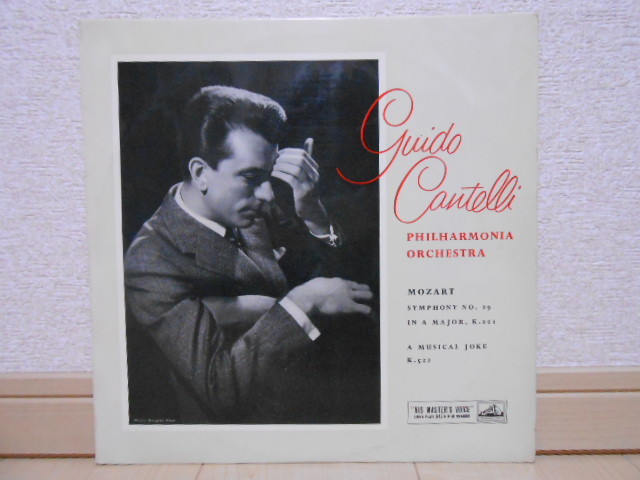 Guido
Cantelli
PHILHARMONIA
ORCHESTRA
MOZART
SYMPHONY NO. 29
IN A MAJOR, K.201
A MUSICAL JOKE
K.522
"HIS MASTER'S VOICE"